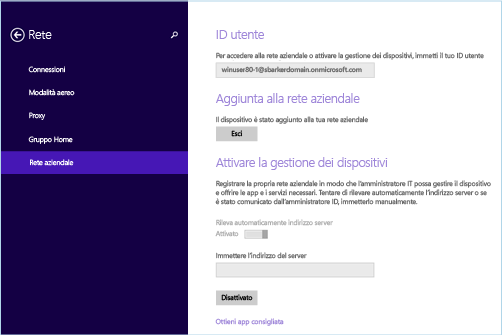 Rete
Connessioni
Modalità aereo
Proxy
Gruppo Home
Rete aziendale
ID utente
Per accedere alla rete aziendale o attivare la gestione dei dispositivi, immetti il tuo ID utente
winuser80-1@sbarkerdomain.onmicrosoft.com
Aggiunta alla rete aziendale
Il dispositivo è stato aggiunto alla tua rete aziendale
Esci
Attivare la gestione dei dispositivi
Registrare la propria rete aziendale in modo che l'amministratore IT possa gestire il dispositivo
e offrire le app e i servizi necessari. Tentare di rilevare automaticamente l'indirizzo server o se
è stato comunicato dall'amministratore ID, immetterlo manualmente.
Rileva automaticamente indirizzo server
Attivato
Immettere l'indirizzo del server
Disattivato
Ottieni app consigliata